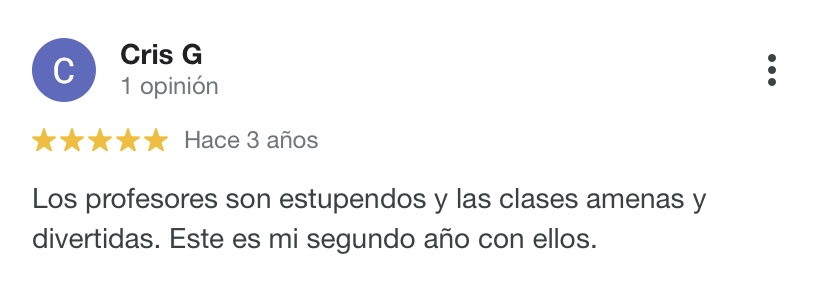 C
Cris G
1 opinión
Hace 3 años
Los profesores son estupendos y las clases amenas y
divertidas. Este es mi segundo año con ellos.